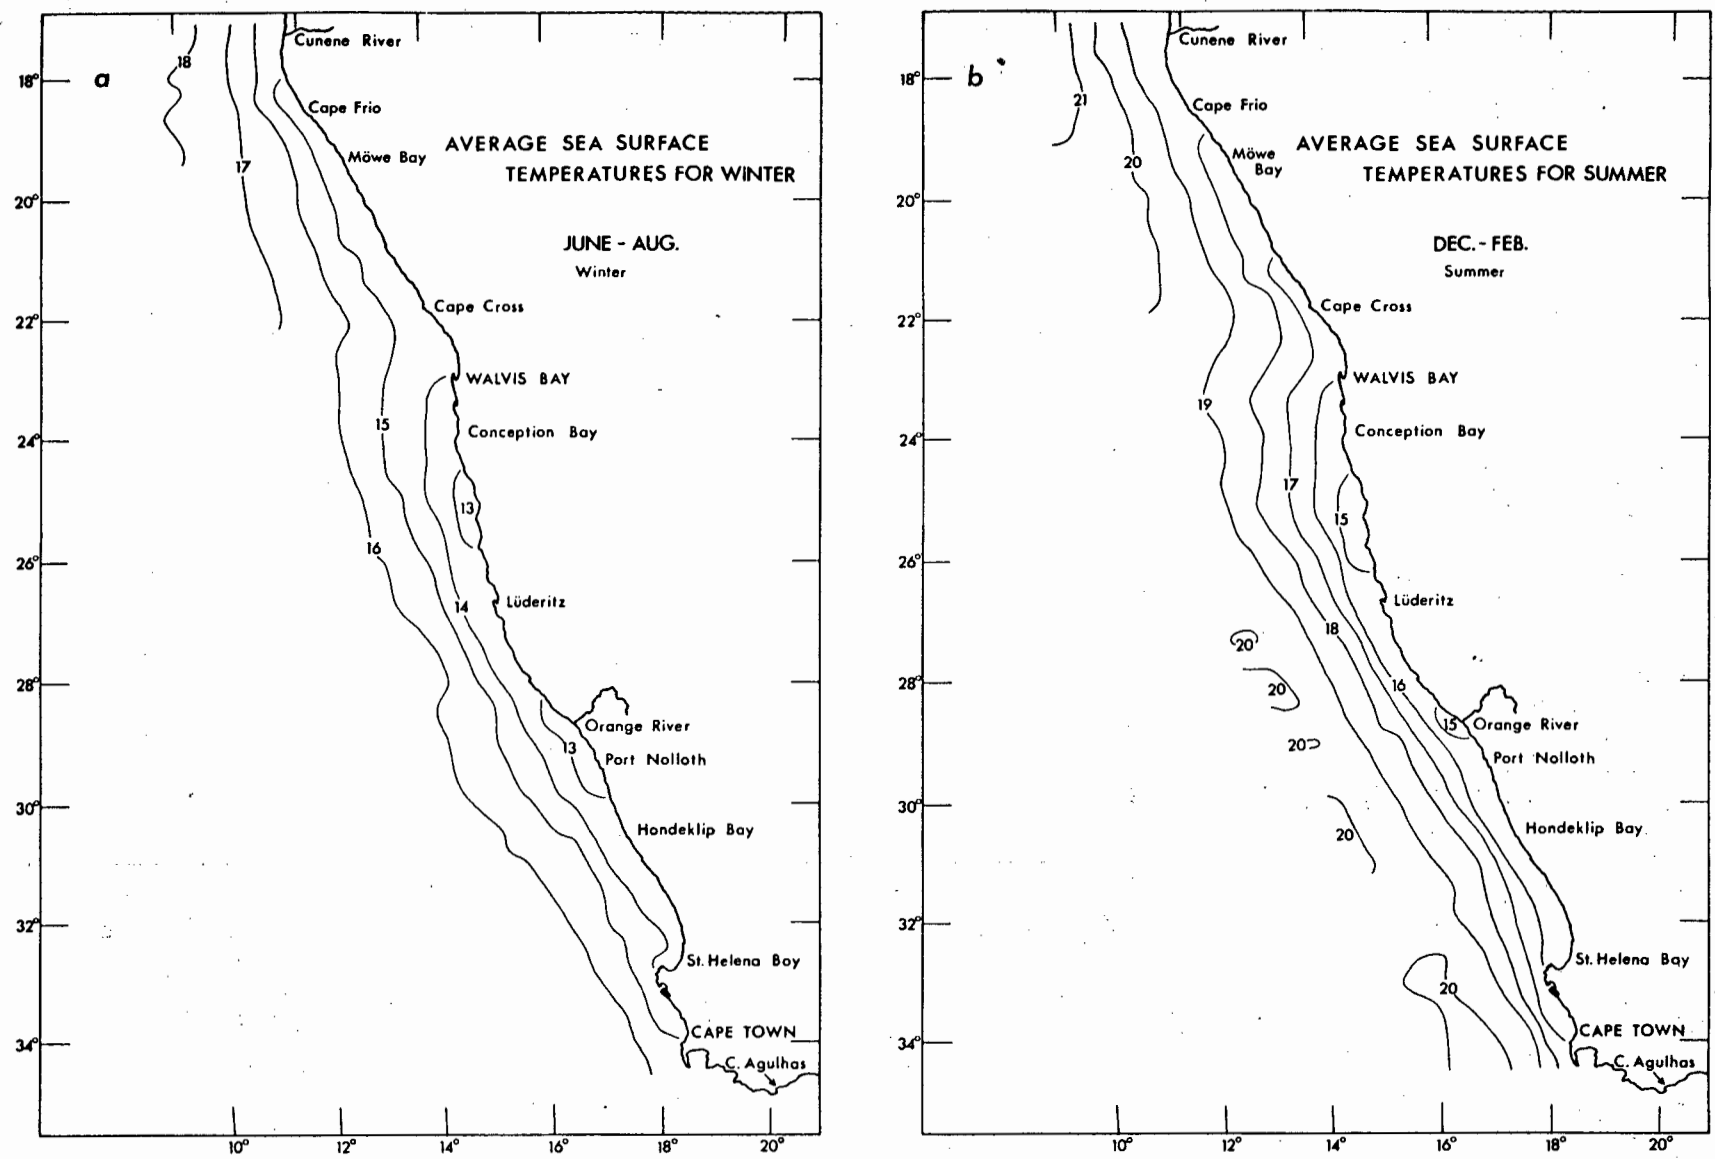 a
AVERAGE SEA SURFACE
TEMPERATURES FOR WINTER
JUNE - AUG.
Winter
Cunene River
Cape Frio
Möwe Bay
Cape Cross
WALVIS BAY
Conception Bay
Lüderitz
Orange River
Port Nolloth
Hondeklip Bay
St. Helena Bay
CAPE TOWN
C. Agulhas
18
17
15
13
16
14
13
18°
20°
22°
24°
26°
28°
30°
32°
34°
10°
12°
14°
16°
18°
20°
b
AVERAGE SEA SURFACE
TEMPERATURES FOR SUMMER
DEC. - FEB.
Summer
Cunene River
Cape Frio
Möwe
Bay
Cape Cross
WALVIS BAY
Conception Bay
Lüderitz
Orange River
Port Nolloth
Hondeklip Bay
St. Helena Bay
CAPE TOWN
C. Agulhas
21
20
19
17
15
18
20
16
20
15
20
20
20
18°
20°
22°
24°
26°
28°
30°
32°
34°
10°
12°
14°
16°
18°
20°